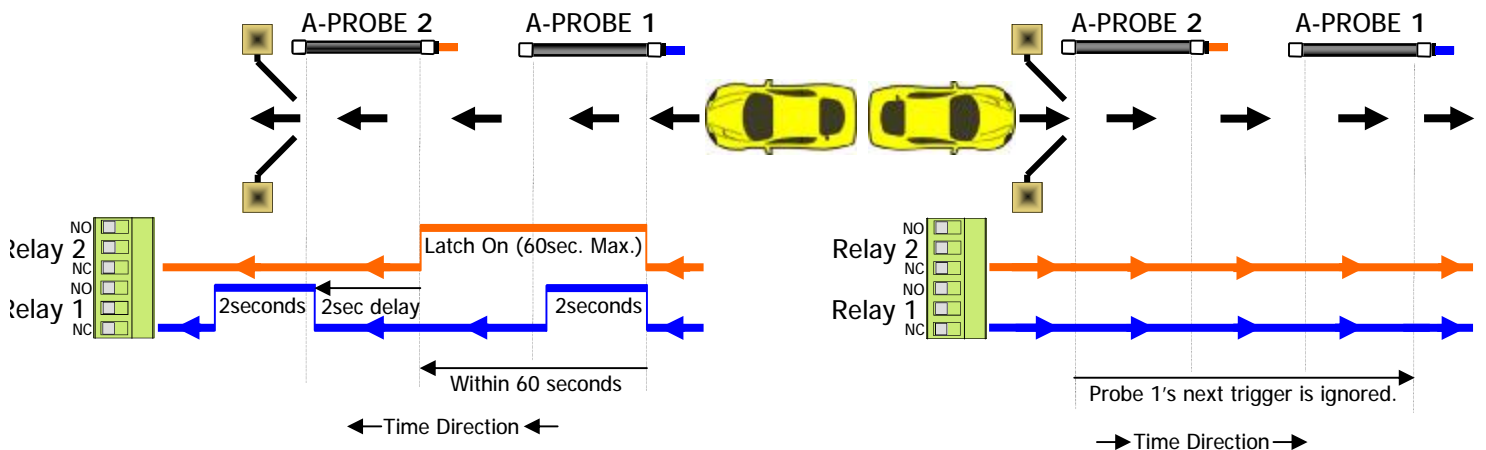 A-PROBE 2 A-PROBE 1
NO
Relay 2
NC
NO
Relay 1
NC
Latch On (60sec. Max.)
2seconds 2sec delay 2seconds
Within 60 seconds
Time Direction
A-PROBE 2 A-PROBE 1
NO
Relay 2
NC
NO
Relay 1
NC
Probe 1's next trigger is ignored.
Time Direction